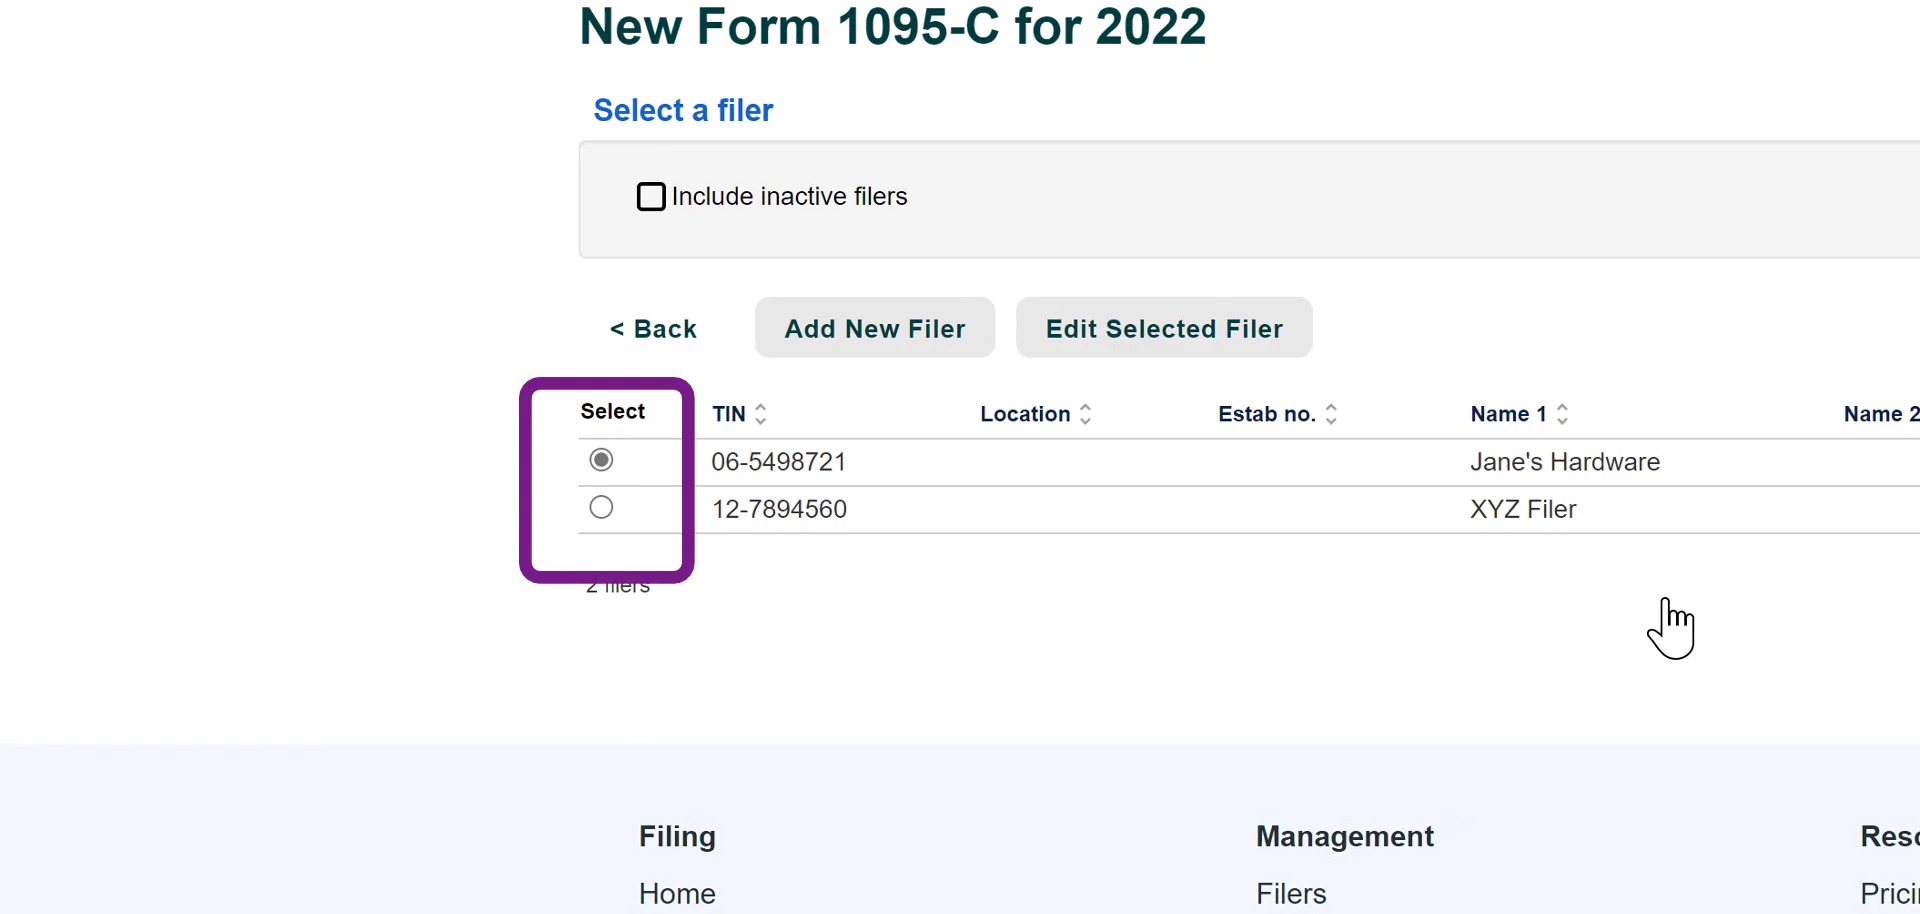 New Form 1095-C for 2022
Select a filer
Include inactive filers
< Back Add New Filer Edit Selected Filer
Select TIN Location Estab no. Name 1 Name 2
06-5498721 Jane's Hardware
12-7894560 XYZ Filer
2 filers
Filing Management
Home Filers